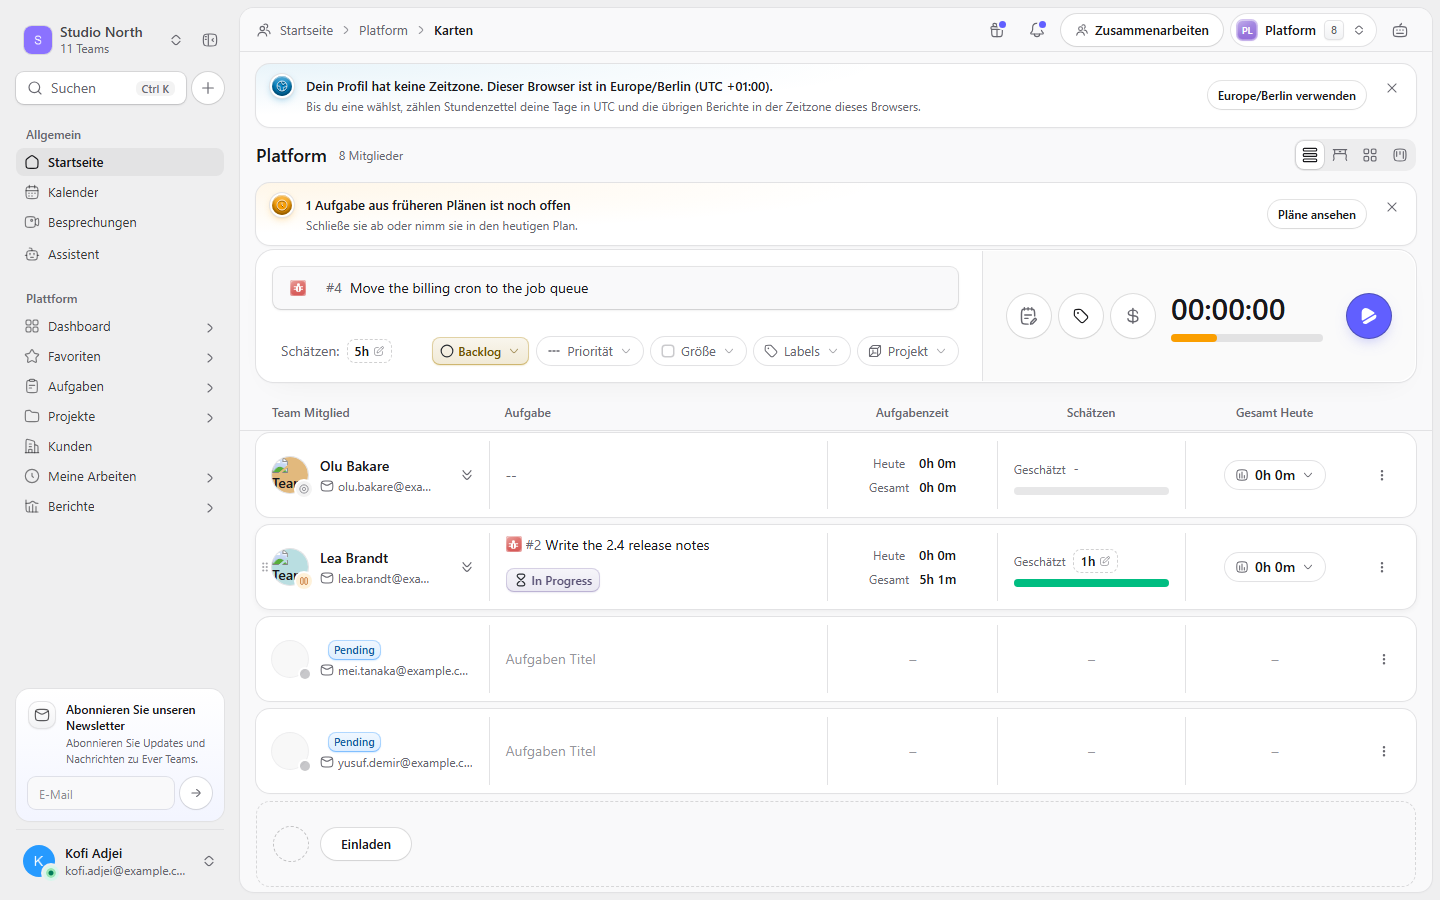 S
Studio North
11 Teams
Suchen
Ctrl K
Allgemein
Startseite
Kalender
Besprechungen
Assistent
Plattform
Dashboard
Favoriten
Aufgaben
Projekte
Kunden
Meine Arbeiten
Berichte
Abonnieren Sie unseren
Newsletter
Abonnieren Sie Updates und
Nachrichten zu Ever Teams.
E-Mail
K
Kofi Adjei
kofi.adjei@example.c...
Startseite
Platform
Karten
Zusammenarbeiten
PL
Platform
8
Dein Profil hat keine Zeitzone. Dieser Browser ist in Europe/Berlin (UTC +01:00).
Bis du eine wählst, zählen Stundenzettel deine Tage in UTC und die übrigen Berichte in der Zeitzone dieses Browsers.
Europe/Berlin verwenden
Platform
8 Mitglieder
1 Aufgabe aus früheren Plänen ist noch offen
Schließe sie ab oder nimm sie in den heutigen Plan.
Pläne ansehen
#4 Move the billing cron to the job queue
Schätzen: 5h
Backlog
Priorität
Größe
Labels
Projekt
00:00:00
Team Mitglied
Aufgabe
Aufgabenzeit
Schätzen
Gesamt Heute
Tear
Olu Bakare
olu.bakare@exa...
--
Heute 0h 0m
Gesamt 0h 0m
Geschätzt -
0h 0m
Tear
Lea Brandt
lea.brandt@exa...
#2 Write the 2.4 release notes
In Progress
Heute 0h 0m
Gesamt 5h 1m
Geschätzt 1h
0h 0m
Pending
mei.tanaka@example.c...
Aufgaben Titel
–
–
–
Pending
yusuf.demir@example.c...
Aufgaben Titel
–
–
–
Einladen